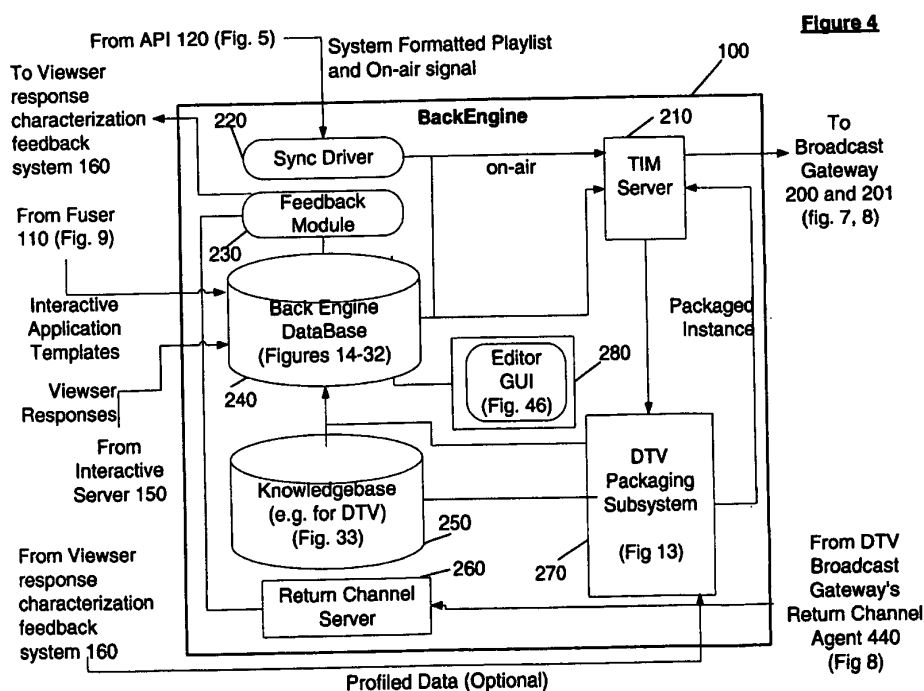 Figure 4
From API 120 (Fig. 5)
System Formatted Playlist
and On-air signal
100
To Viewser
response
characterization
feedback
system 160
220
BackEngine
210
Sync Driver
on-air
TIM
Server
To
Broadcast
Gateway
200 and 201
(fig. 7, 8)
Feedback
Module
230
From Fuser
110 (Fig. 9)
Interactive
Application
Templates
Back Engine
DataBase
(Figures 14-32)
240
Packaged
Instance
Editor
GUI
(Fig. 46)
280
Viewser
Responses
From
Interactive
Server 150
Knowledgebase
(e.g. for DTV)
(Fig. 33)
250
DTV
Packaging
Subsystem
(Fig 13)
270
From Viewser
response
characterization
feedback
system 160
260
Return Channel
Server
From DTV
Broadcast
Gateway's
Return Channel
Agent 440
(Fig 8)
Profiled Data (Optional)